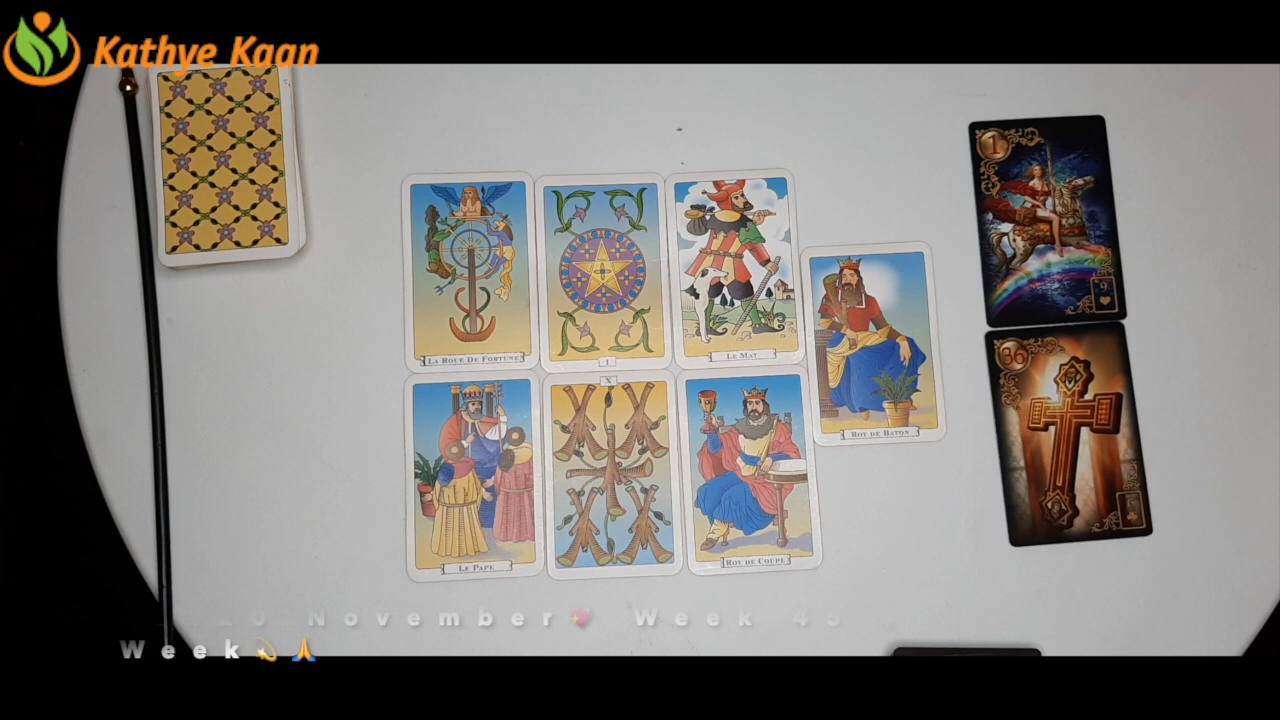 Kathye Kaan
1
LA ROUE DE FORTUNE
I
LE MAT
9
ROY DE BATON
36
X
LE PAPE
ROY DE COUPE
November💖 Week 45
Week💫🙏